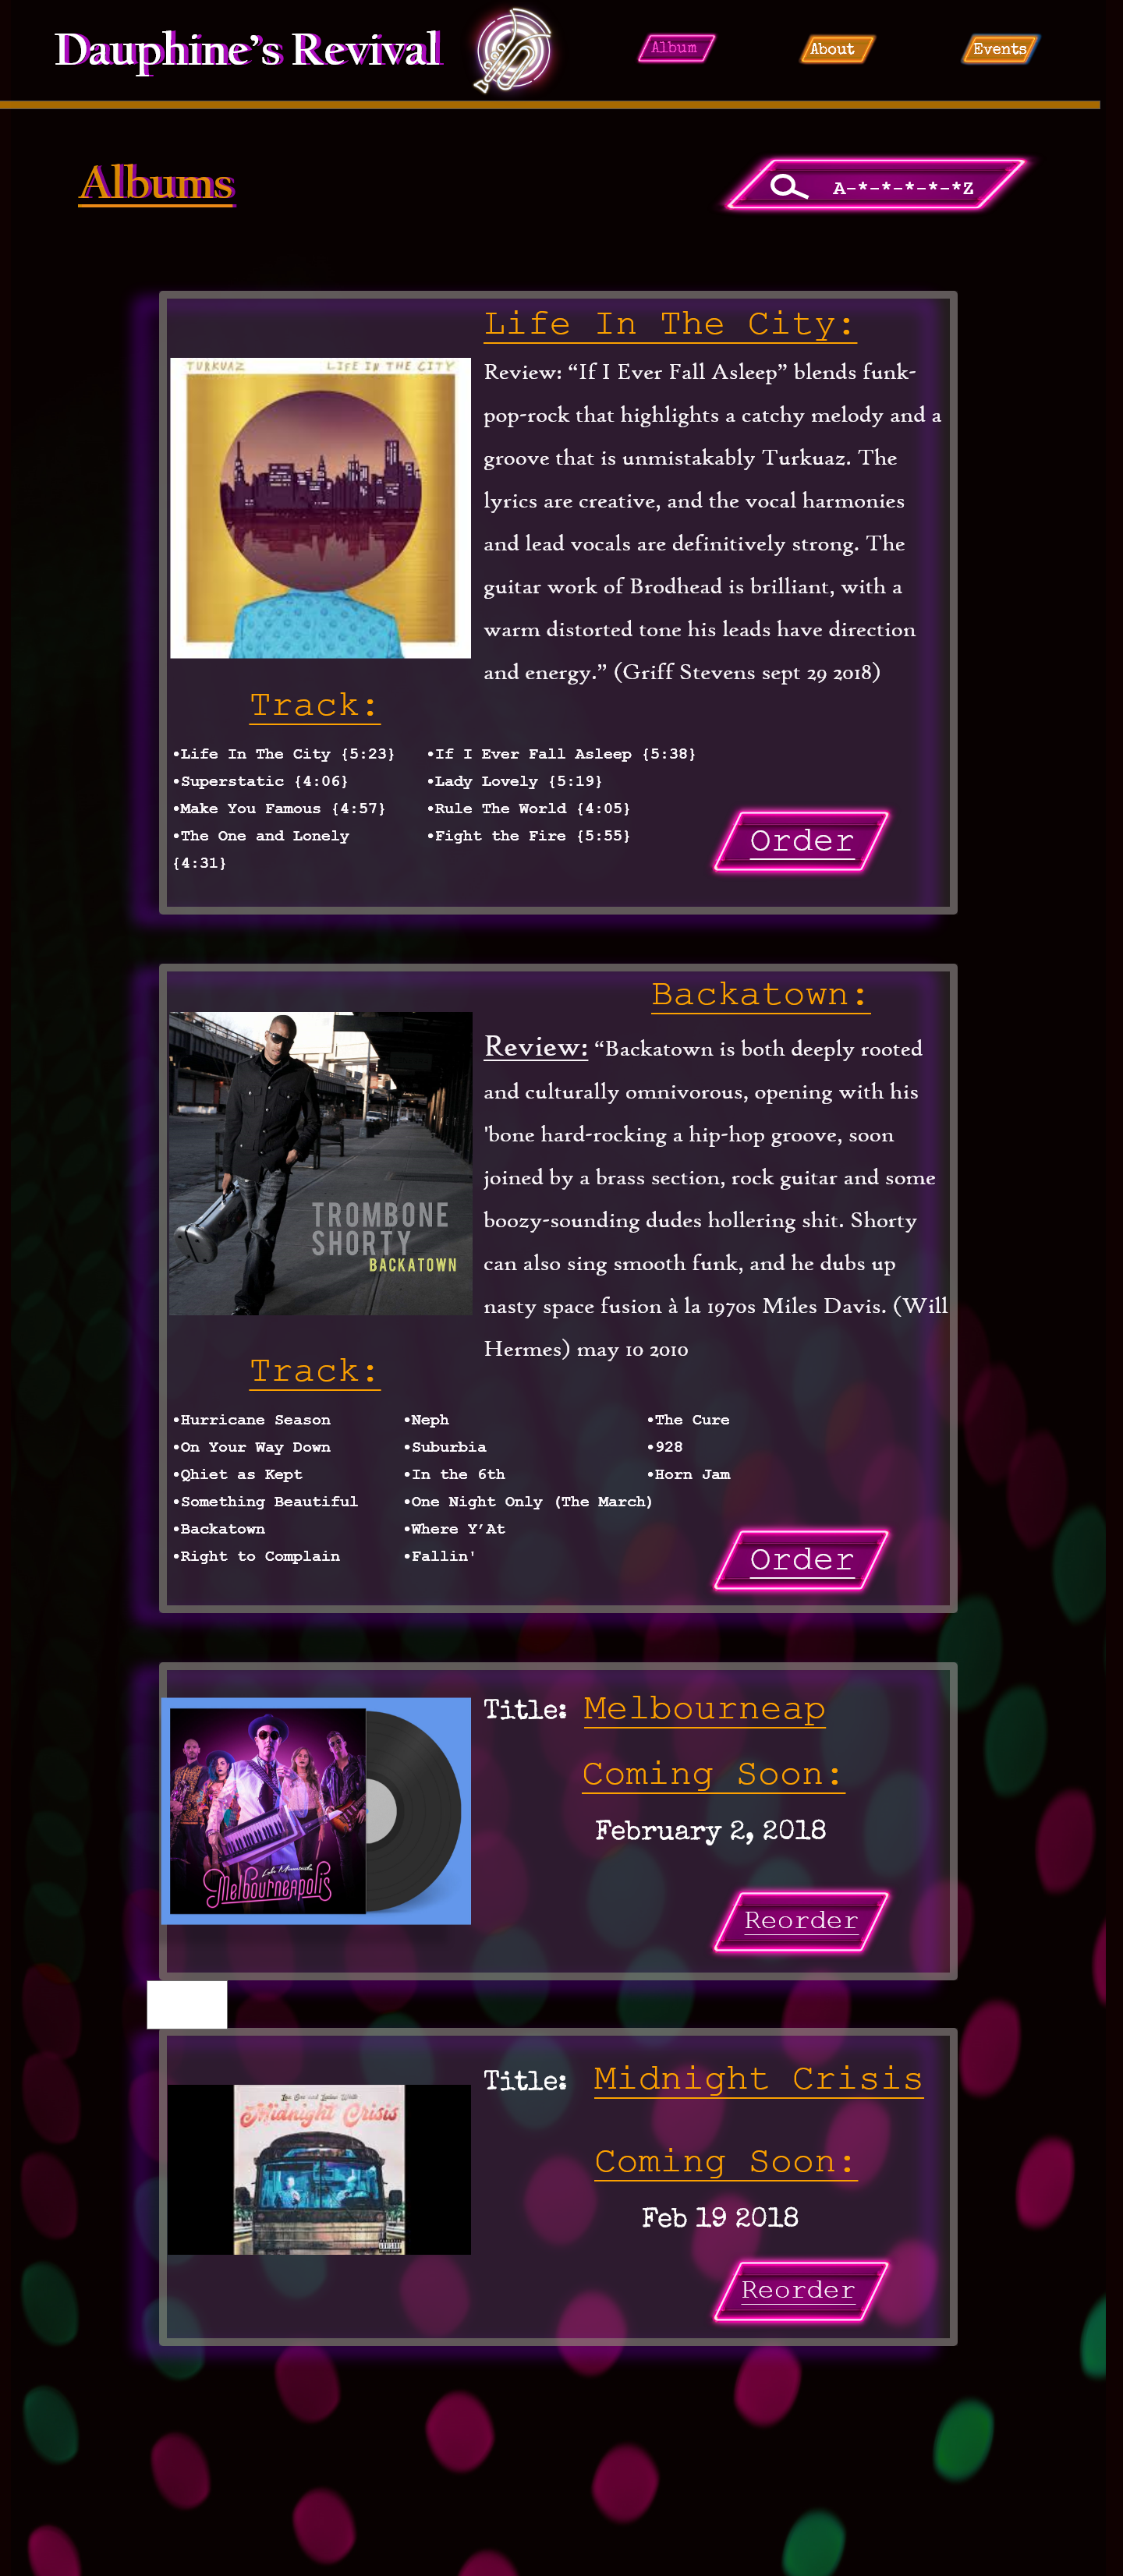 Dauphine’s Revival
Album
About
Events
Albums
A-*-*-*-*-*Z
TURKUAZ LIFE IN THE CITY
Life In The City:
Review: “If I Ever Fall Asleep” blends funk-
pop-rock that highlights a catchy melody and a
groove that is unmistakably Turkuaz. The
lyrics are creative, and the vocal harmonies
and lead vocals are definitively strong. The
guitar work of Brodhead is brilliant, with a
warm distorted tone his leads have direction
and energy.” (Griff Stevens sept 29 2018)
Track:
•Life In The City {5:23}
•Superstatic {4:06}
•Make You Famous {4:57}
•The One and Lonely
{4:31}
•If I Ever Fall Asleep {5:38}
•Lady Lovely {5:19}
•Rule The World {4:05}
•Fight the Fire {5:55}
Order
Backatown:
TROMBONE
SHORTY
BACKATOWN
Review: “Backatown is both deeply rooted
and culturally omnivorous, opening with his
'bone hard-rocking a hip-hop groove, soon
joined by a brass section, rock guitar and some
boozy-sounding dudes hollering shit. Shorty
can also sing smooth funk, and he dubs up
nasty space fusion à la 1970s Miles Davis. (Will
Hermes) may 10 2010
Track:
•Hurricane Season
•On Your Way Down
•Qhiet as Kept
•Something Beautiful
•Backatown
•Right to Complain
•Neph
•Suburbia
•In the 6th
•One Night Only (The March)
•Where Y’At
•Fallin'
•The Cure
•928
•Horn Jam
Order
Melbourneapolis
Title: Melbourneap
Coming Soon:
February 2, 2018
Reorder
Midnight Crisis
Title: Midnight Crisis
Coming Soon:
Feb 19 2018
Reorder